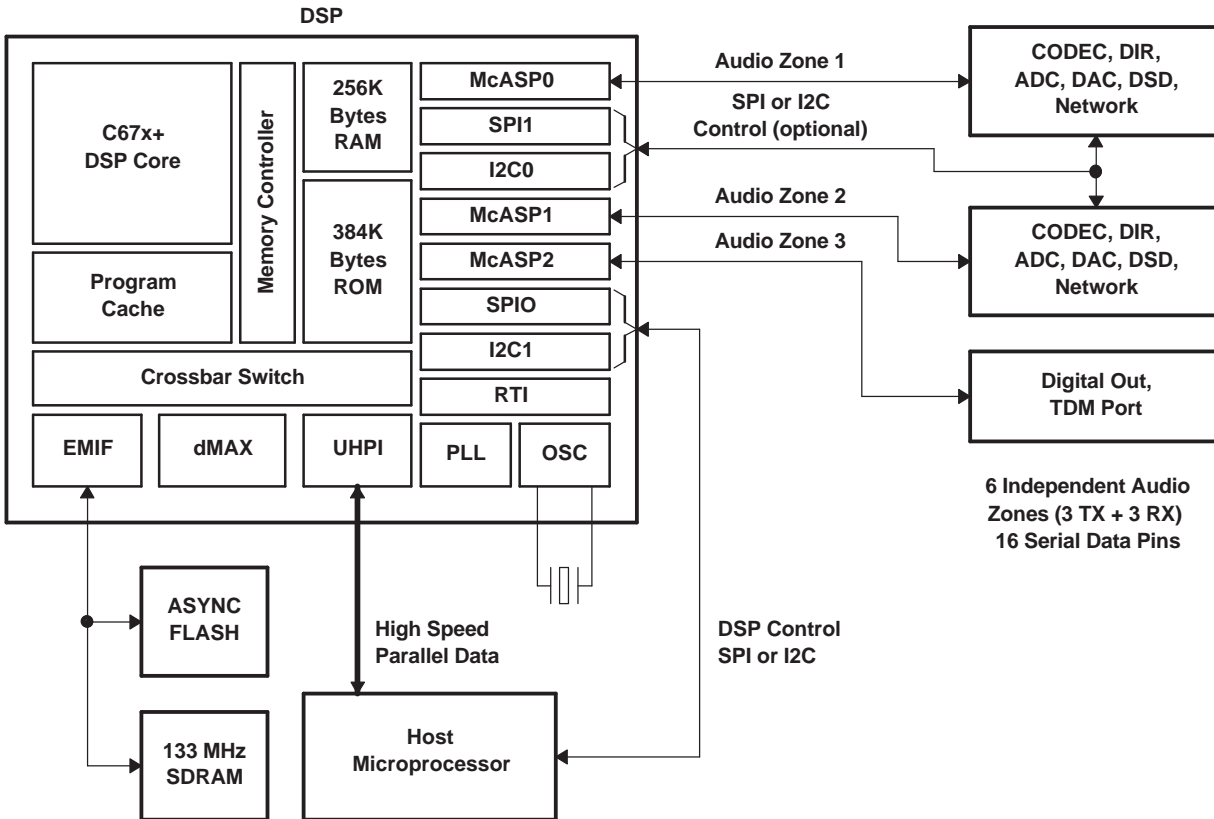 DSP
C67x+
DSP Core
Program
Cache
Memory Controller
256K
Bytes
RAM
384K
Bytes
ROM
Crossbar Switch
EMIF
dMAX
UHPI
McASP0
SPI1
I2C0
McASP1
McASP2
SPIO
I2C1
RTI
PLL
OSC
Audio Zone 1
SPI or I2C
Control (optional)
Audio Zone 2
Audio Zone 3
CODEC, DIR,
ADC, DAC, DSD,
Network
CODEC, DIR,
ADC, DAC, DSD,
Network
Digital Out,
TDM Port
6 Independent Audio
Zones (3 TX + 3 RX)
16 Serial Data Pins
ASYNC
FLASH
133 MHz
SDRAM
High Speed
Parallel Data
Host
Microprocessor
DSP Control
SPI or I2C